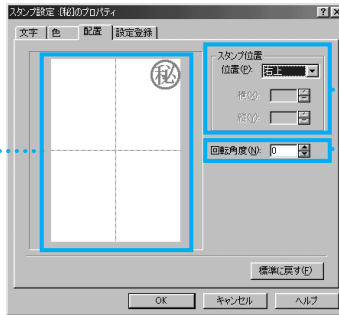 スタンプ設定:㊙のプロパティ
文字 色 配置 設定登録
スタンプ位置
位置(P): 右上
横(X):
縦(Y):
㊙
回転角度(N): 0
標準に戻す(F)
OK キャンセル ヘルプ